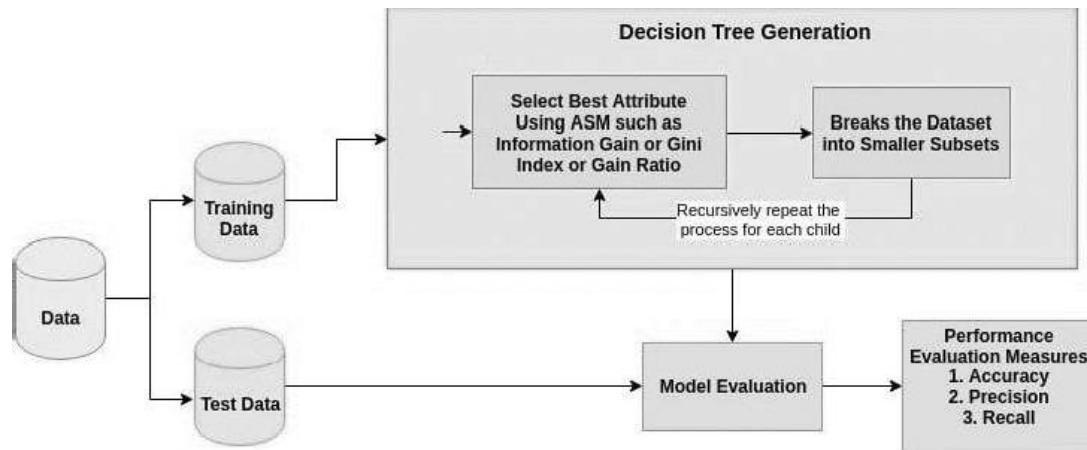 Decision Tree Generation
Select Best Attribute
Using ASM such as
Information Gain or Gini
Index or Gain Ratio
Breaks the Dataset
into Smaller Subsets
Recursively repeat the
process for each child
Training
Data
Data
Test Data
Model Evaluation
Performance
Evaluation Measures
1. Accuracy
2. Precision
3. Recall